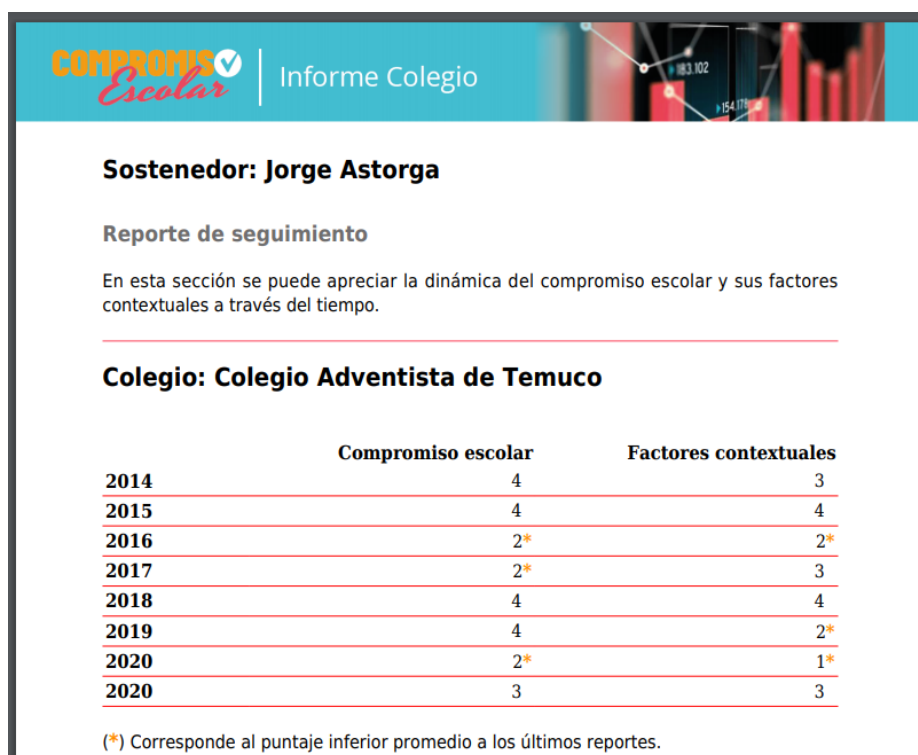 COMPROMISO
Escolar
Informe Colegio
183.102
154.178
Sostenedor: Jorge Astorga
Reporte de seguimiento
En esta sección se puede apreciar la dinámica del compromiso escolar y sus factores
contextuales a través del tiempo.
Colegio: Colegio Adventista de Temuco
Compromiso escolar Factores contextuales
2014 4 3
2015 4 4
2016 2* 2*
2017 2* 3
2018 4 4
2019 4 2*
2020 2* 1*
2020 3 3
(*) Corresponde al puntaje inferior promedio a los últimos reportes.